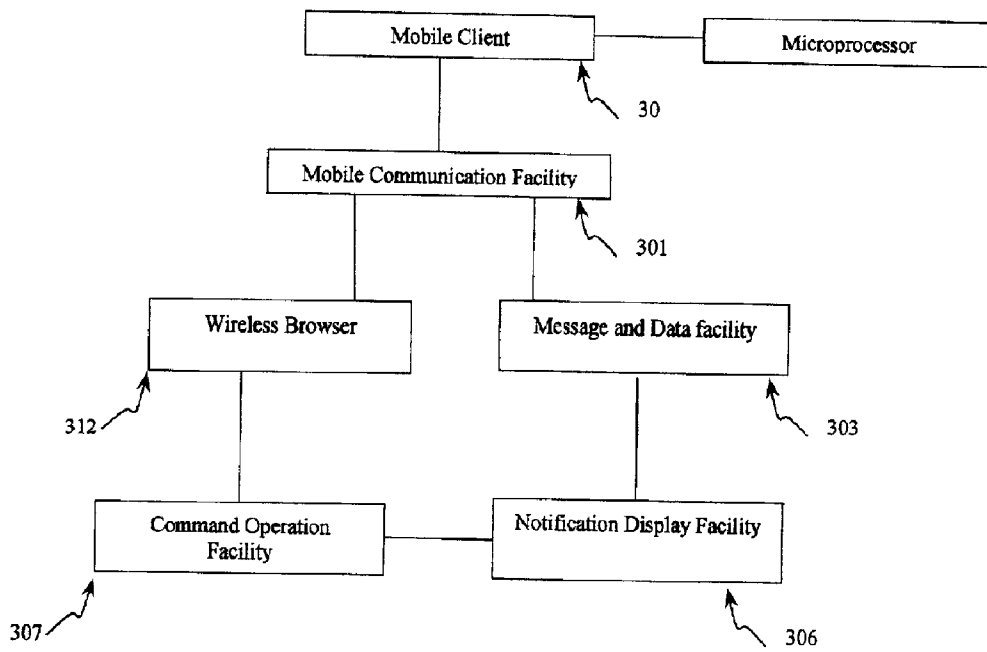 Mobile Client
Microprocessor
30
Mobile Communication Facility
301
Wireless Browser
Message and Data facility
312
303
Command Operation
Facility
Notification Display Facility
307
306